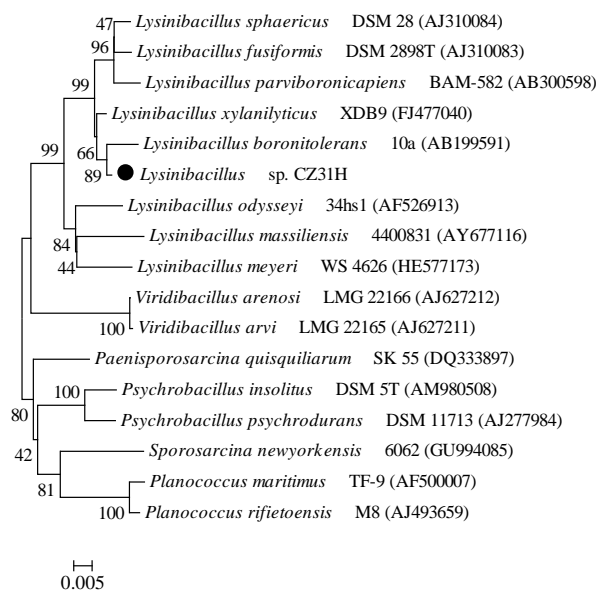 47 Lysinibacillus sphaericus DSM 28 (AJ310084)
96 Lysinibacillus fusiformis DSM 2898T (AJ310083)
99 Lysinibacillus parviboronicapiens BAM-582 (AB300598)
Lysinibacillus xylanilyticus XDB9 (FJ477040)
99 66 Lysinibacillus boronitolerans 10a (AB199591)
89 Lysinibacillus sp. CZ31H
Lysinibacillus odysseyi 34hs1 (AF526913)
84 Lysinibacillus massiliensis 4400831 (AY677116)
44 Lysinibacillus meyeri WS 4626 (HE577173)
Viridibacillus arenosi LMG 22166 (AJ627212)
100 Viridibacillus arvi LMG 22165 (AJ627211)
Paenisporosarcina quisquiliarum SK 55 (DQ333897)
100 Psychrobacillus insolitus DSM 5T (AM980508)
80 Psychrobacillus psychrodurans DSM 11713 (AJ277984)
42 Sporosarcina newyorkensis 6062 (GU994085)
81 Planococcus maritimus TF-9 (AF500007)
100 Planococcus rifietoensis M8 (AJ493659)
0.005